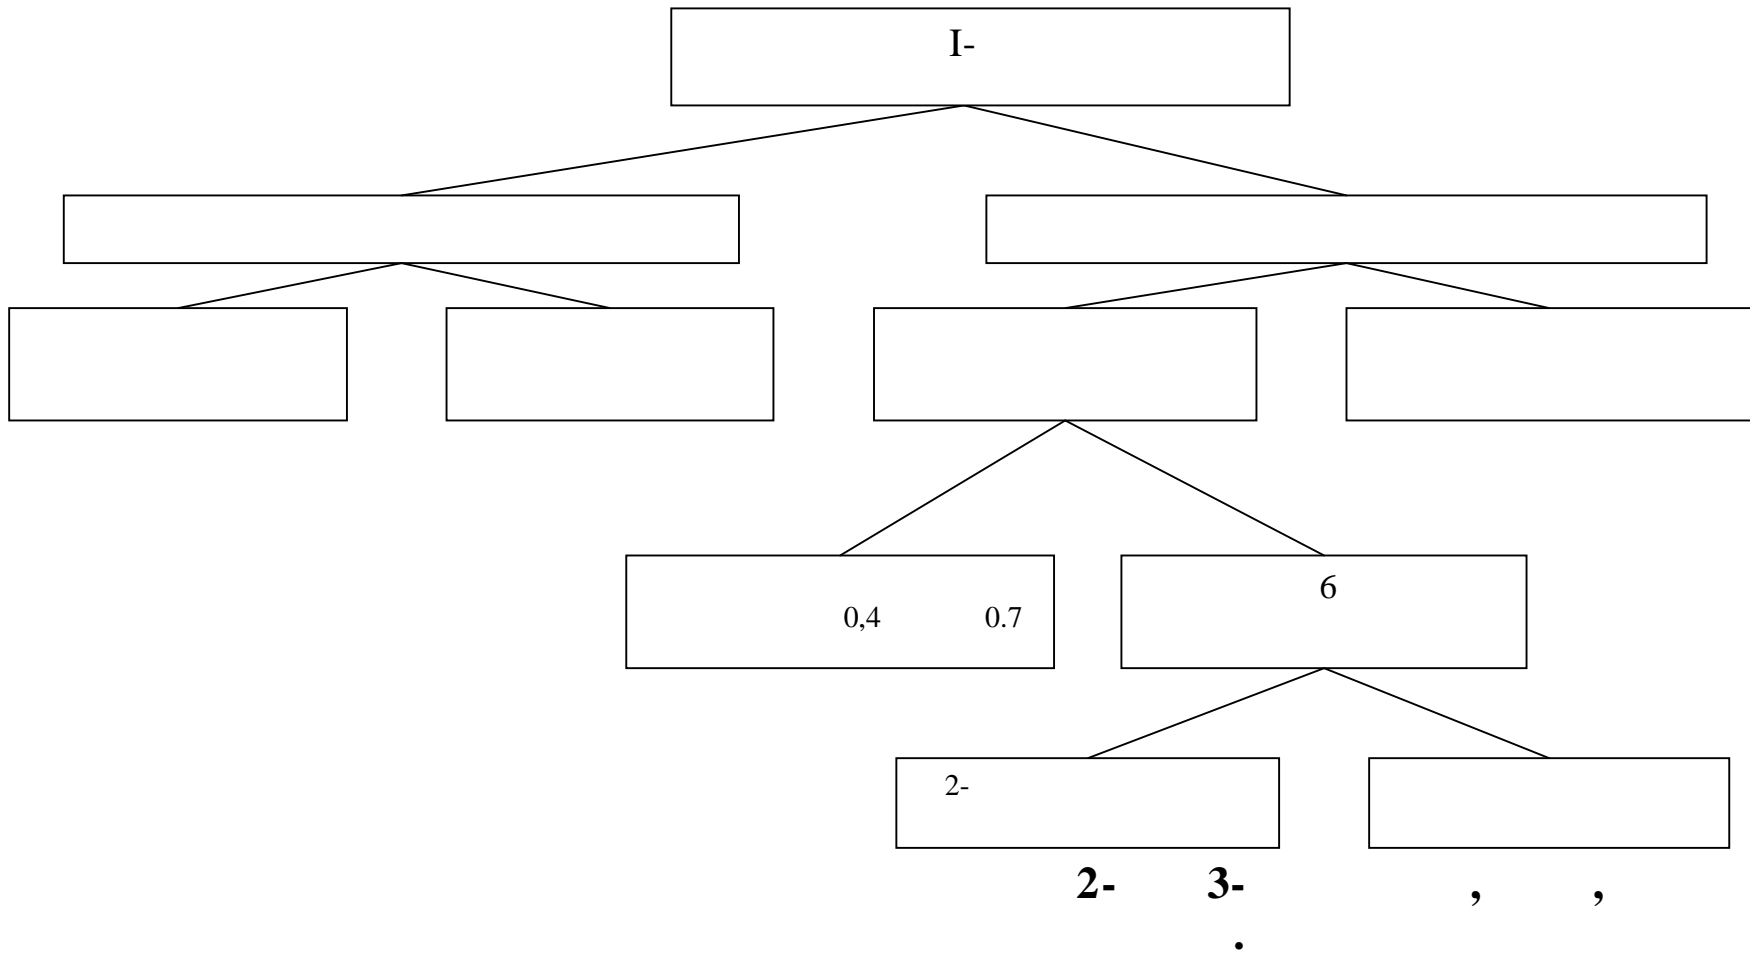 I-
0,4 0.7
6
2-
2- 3- , ,
.